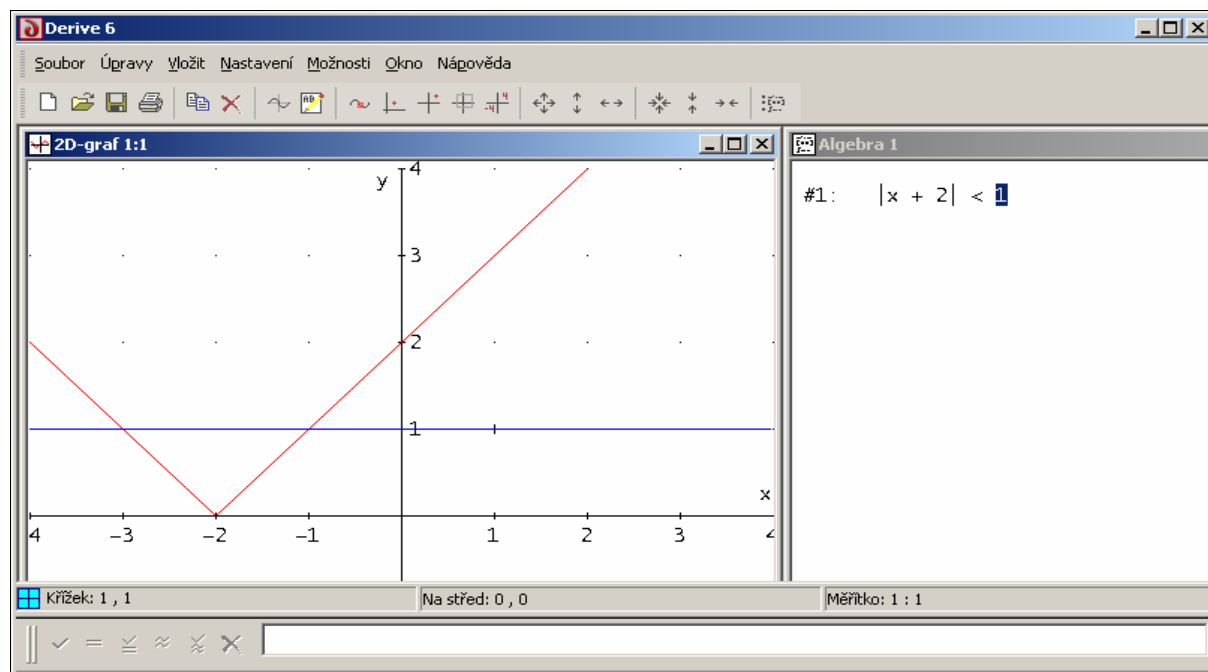 Derive 6
Soubor Úpravy Vložit Nastavení Možnosti Okno Nápověda
2D-graf 1:1
Algebra 1
#1: |x + 2| < 1
y
4
3
2
1
x
4 −3 −2 −1 1 2 3 4
Křížek: 1 , 1
Na střed: 0 , 0
Měřítko: 1 : 1